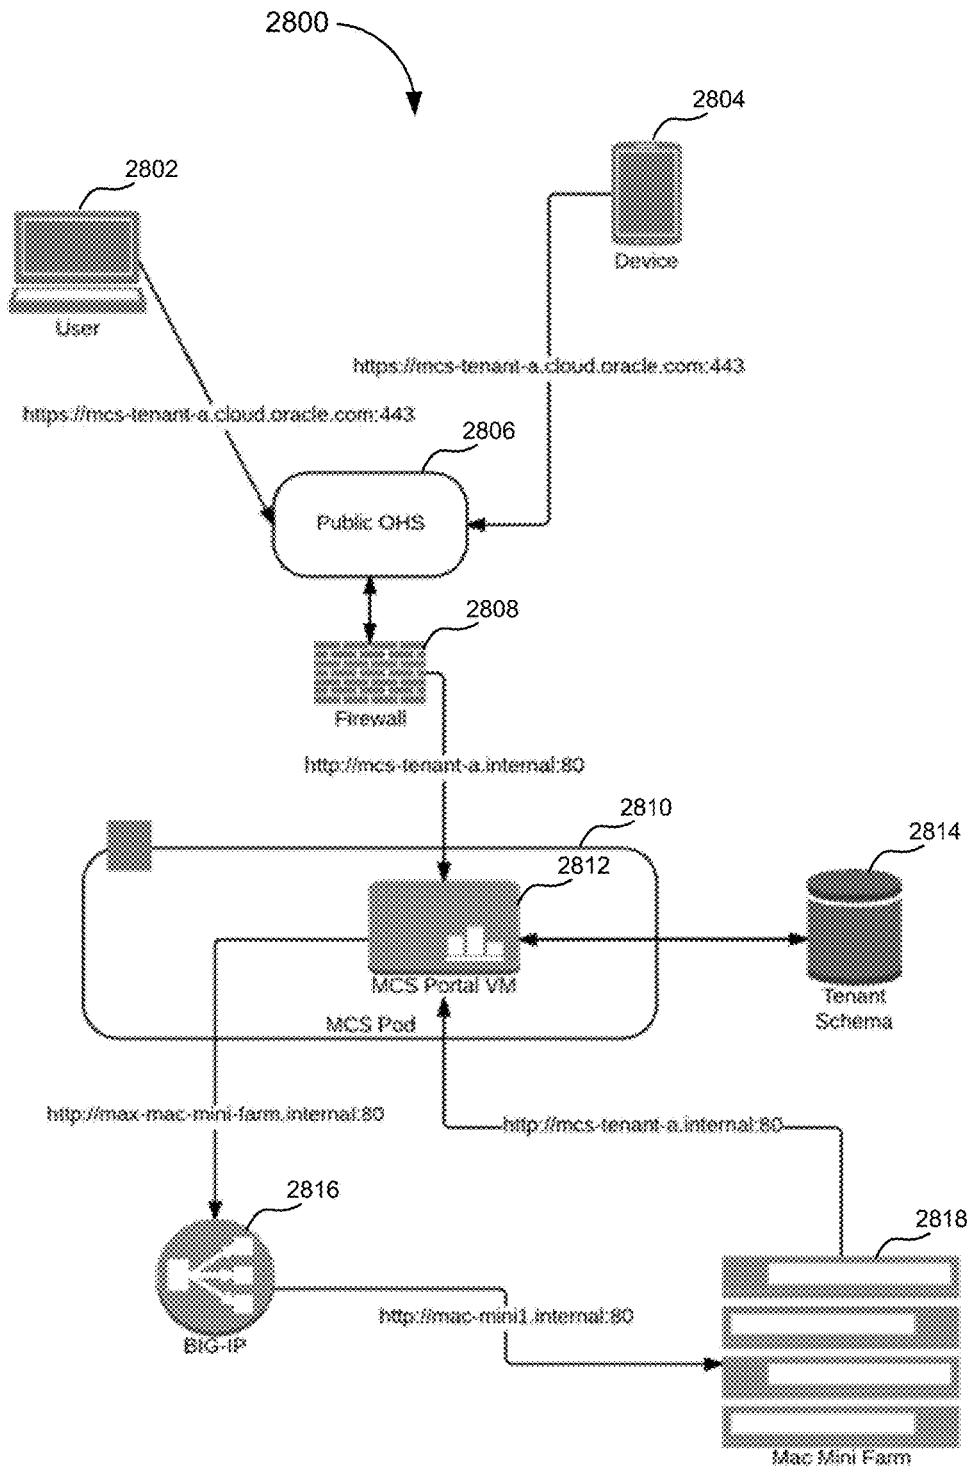 2800
2804
2802
Device
User
https://mcs-tenant-a.cloud.oracle.com:443
https://mcs-tenant-a.cloud.oracle.com:443
2806
Public OHS
2808
Firewall
http://mcs-tenant-a.internal:80
2810
2814
2812
MCS Portal VM
Tenant
Schema
MCS Pod
http://max-mac-mini-farm.internal:80
http://mcs-tenant-a.internal:80
2816
2818
http://mac-mini1.internal:80
BIG-IP
Mac Mini Farm